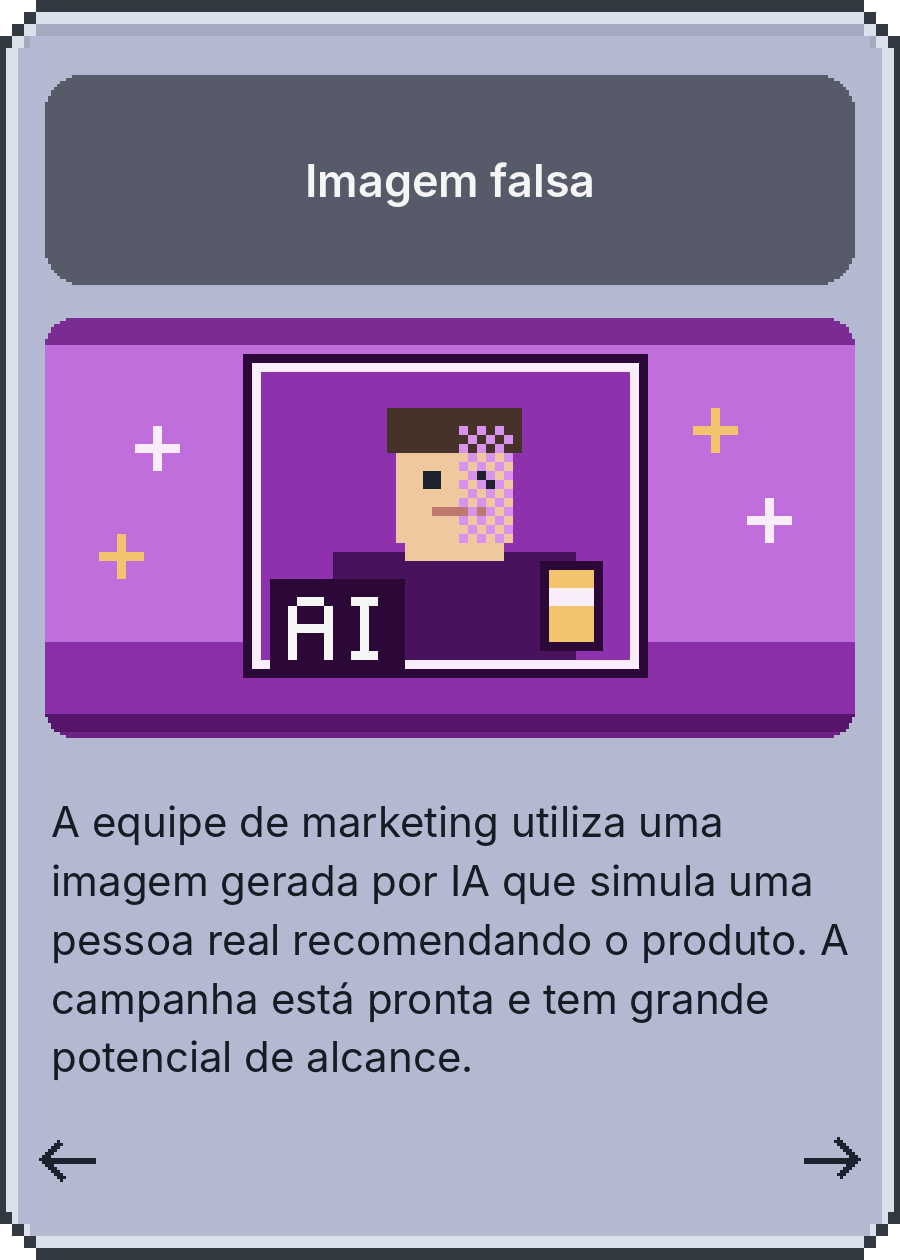 Imagem falsa
AI
A equipe de marketing utiliza uma
imagem gerada por IA que simula uma
pessoa real recomendando o produto. A
campanha está pronta e tem grande
potencial de alcance.